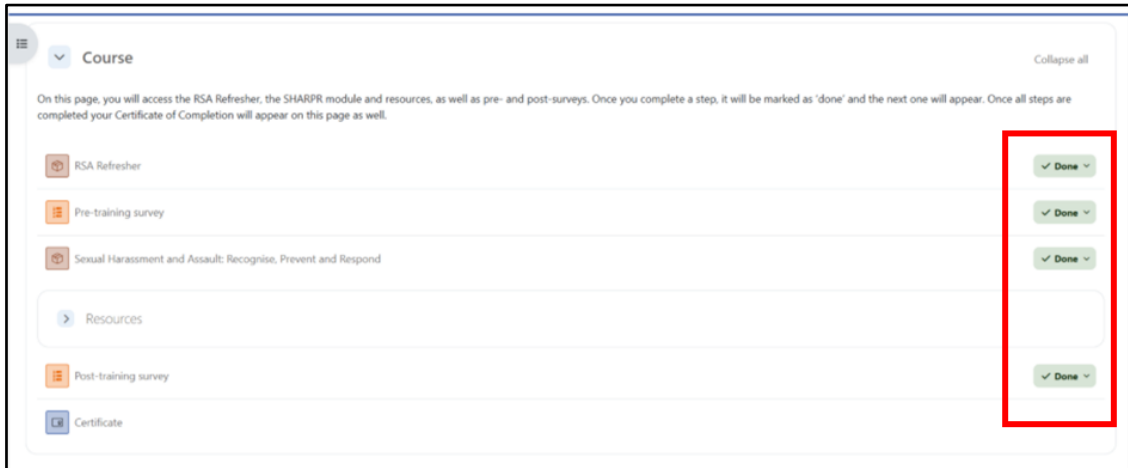 Course
Collapse all
On this page, you will access the RSA Refresher, the SHARPR module and resources, as well as pre- and post-surveys. Once you complete a step, it will be marked as 'done' and the next one will appear. Once all steps are
completed your Certificate of Completion will appear on this page as well.
RSA Refresher
Done
Pre-training survey
Done
Sexual Harassment and Assault: Recognise, Prevent and Respond
Done
Resources
Post-training survey
Done
Certificate